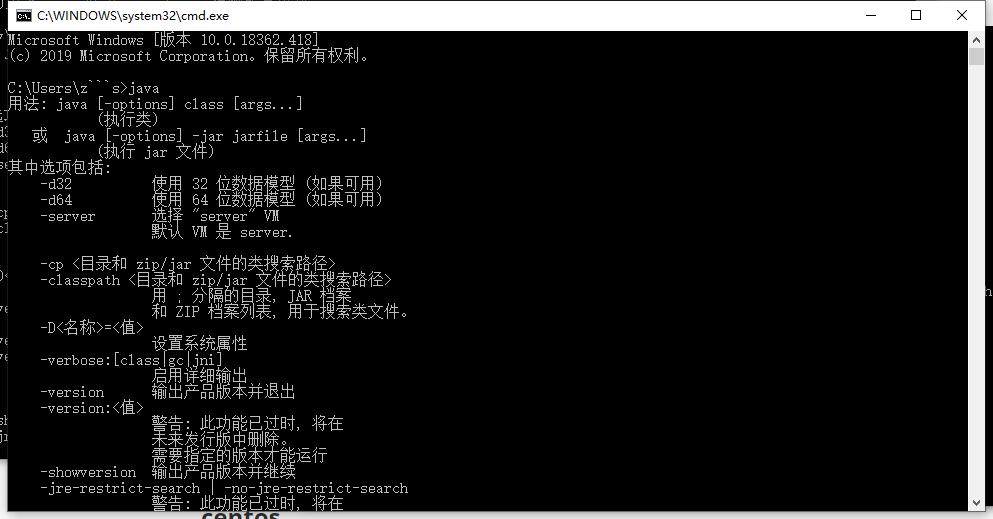 C:\WINDOWS\system32\cmd.exe
Microsoft Windows [版本 10.0.18362.418]
(c) 2019 Microsoft Corporation。保留所有权利。
C:\Users\z```s>java
用法: java [-options] class [args...]
(执行类)
或  java [-options] -jar jarfile [args...]
(执行 jar 文件)
其中选项包括:
-d32 使用 32 位数据模型 (如果可用)
-d64 使用 64 位数据模型 (如果可用)
-server 选择 "server" VM
默认 VM 是 server.
-cp <目录和 zip/jar 文件的类搜索路径>
-classpath <目录和 zip/jar 文件的类搜索路径>
用 ; 分隔的目录, JAR 档案
和 ZIP 档案列表, 用于搜索类文件。
-D<名称>=<值>
设置系统属性
-verbose:[class|gc|jni]
启用详细输出
-version 输出产品版本并退出
-version:<值>
警告: 此功能已过时, 将在
未来发行版中删除。
需要指定的版本才能运行
-showversion 输出产品版本并继续
-jre-restrict-search | -no-jre-restrict-search
警告: 此功能已过时, 将在
centos